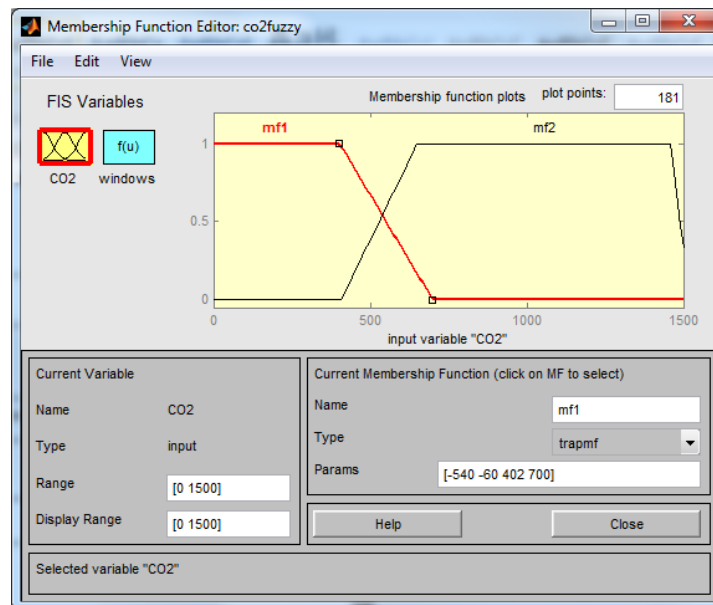 Membership Function Editor: co2fuzzy
File Edit View
FIS Variables
f(u)
CO2 windows
Membership function plots plot points: 181
mf1 mf2
1
0.5
0
0 500 1000 1500
input variable "CO2"
Current Variable
Name CO2
Type input
Range [0 1500]
Display Range [0 1500]
Current Membership Function (click on MF to select)
Name mf1
Type trapmf
Params [-540 -60 402 700]
Help Close
Selected variable "CO2"